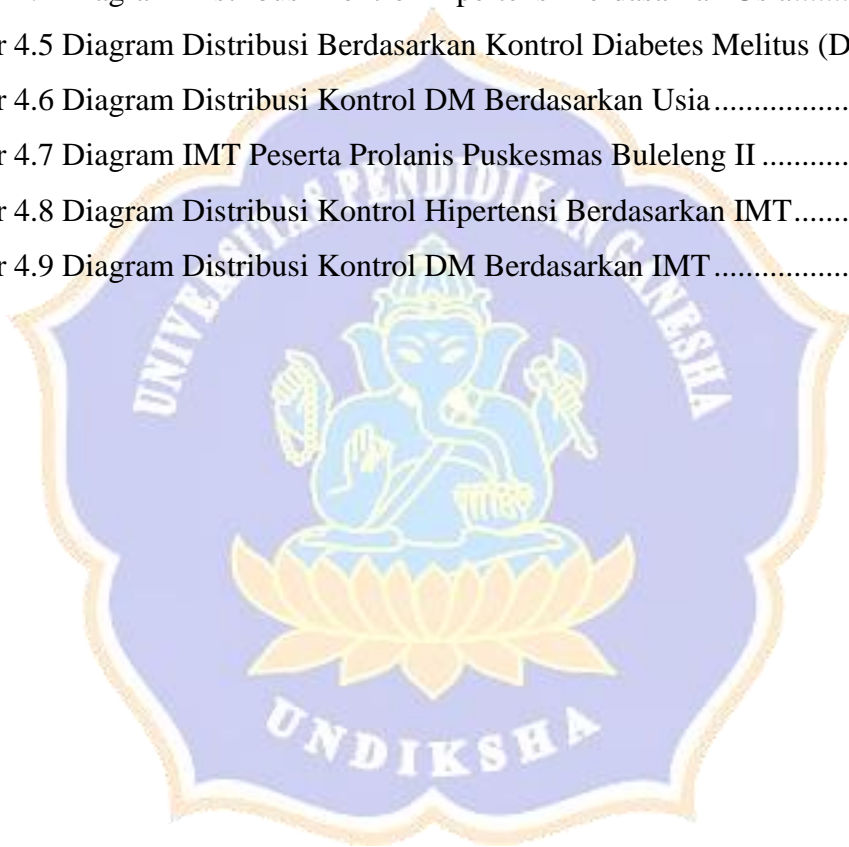 r 4.5 Diagram Distribusi Berdasarkan Kontrol Diabetes Melitus (D
r 4.6 Diagram Distribusi Kontrol DM Berdasarkan Usia...................
r 4.7 Diagram IMT Peserta Prolanis Puskesmas Buleleng II............
r 4.8 Diagram Distribusi Kontrol Hipertensi Berdasarkan IMT.......
r 4.9 Diagram Distribusi Kontrol DM Berdasarkan IMT..................
UNIVERSITAS PENDIDIKAN GANESHA
UNDIKSHA